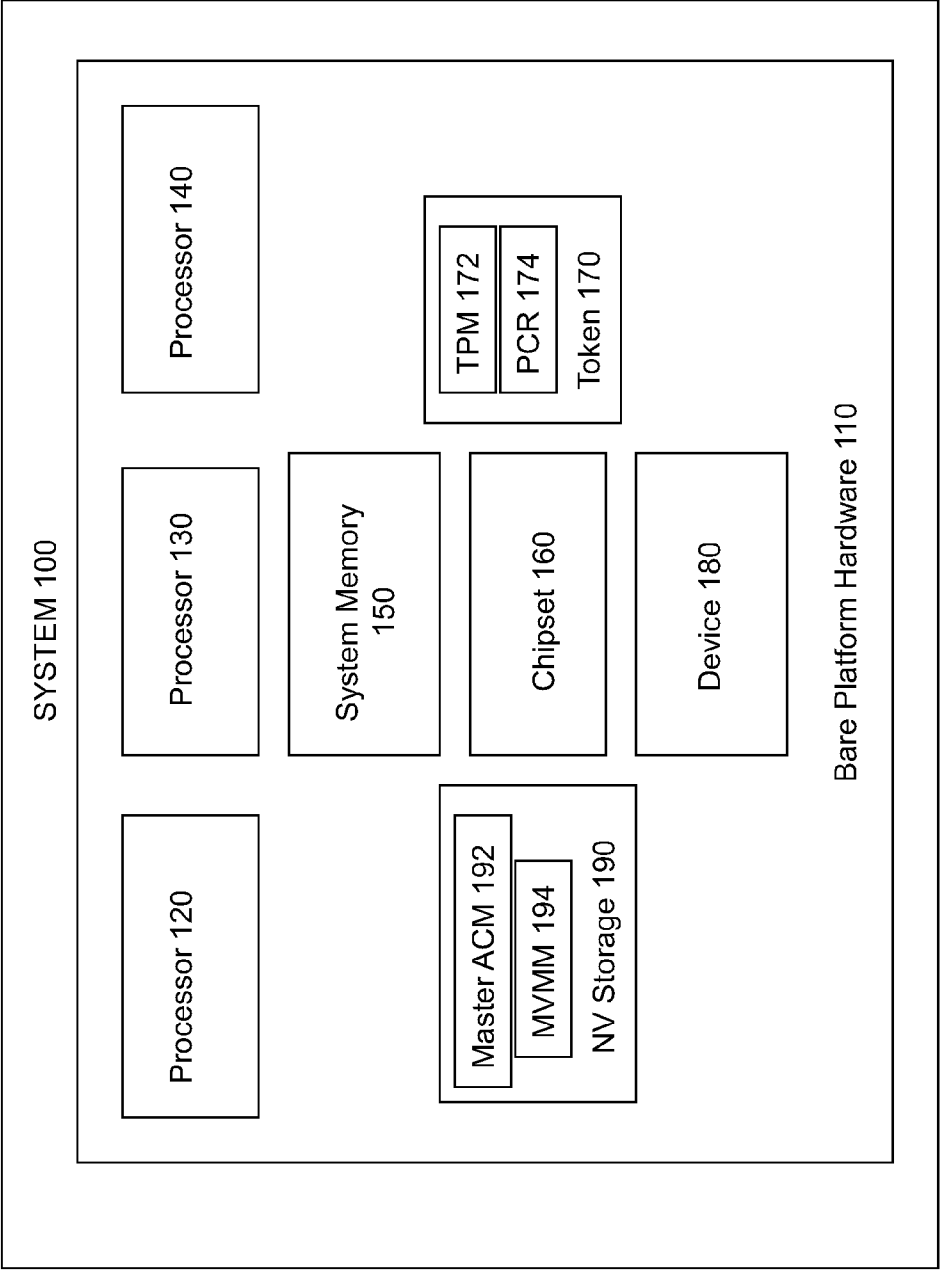 SYSTEM 100
Processor 120
Processor 130
Processor 140
System Memory
150
Master ACM 192
MVMM 194
NV Storage 190
Chipset 160
TPM 172
PCR 174
Token 170
Device 180
Bare Platform Hardware 110